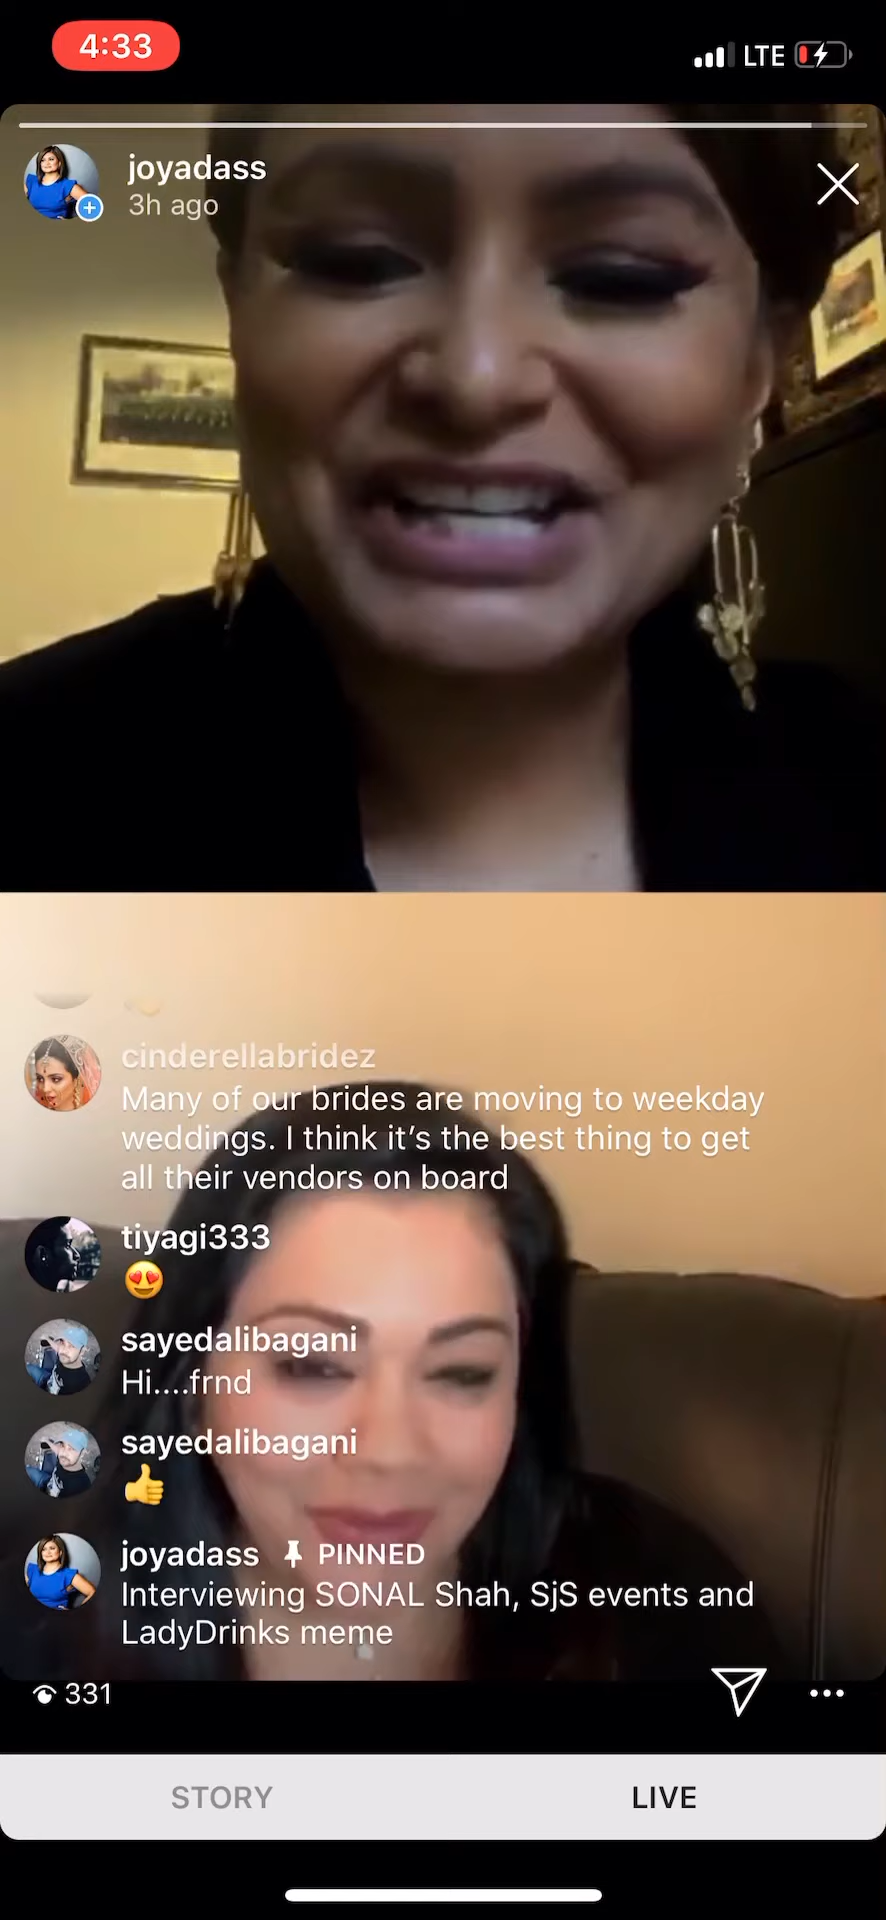 4:33
LTE
joyadass
3h ago
cinderellabridez
Many of our brides are moving to weekday
weddings. I think it's the best thing to get
all their vendors on board
tiyagi333
😍
sayedalibagani
Hi....frnd
sayedalibagani
👍
joyadass PINNED
Interviewing SONAL Shah, SjS events and
LadyDrinks meme
331
STORY
LIVE